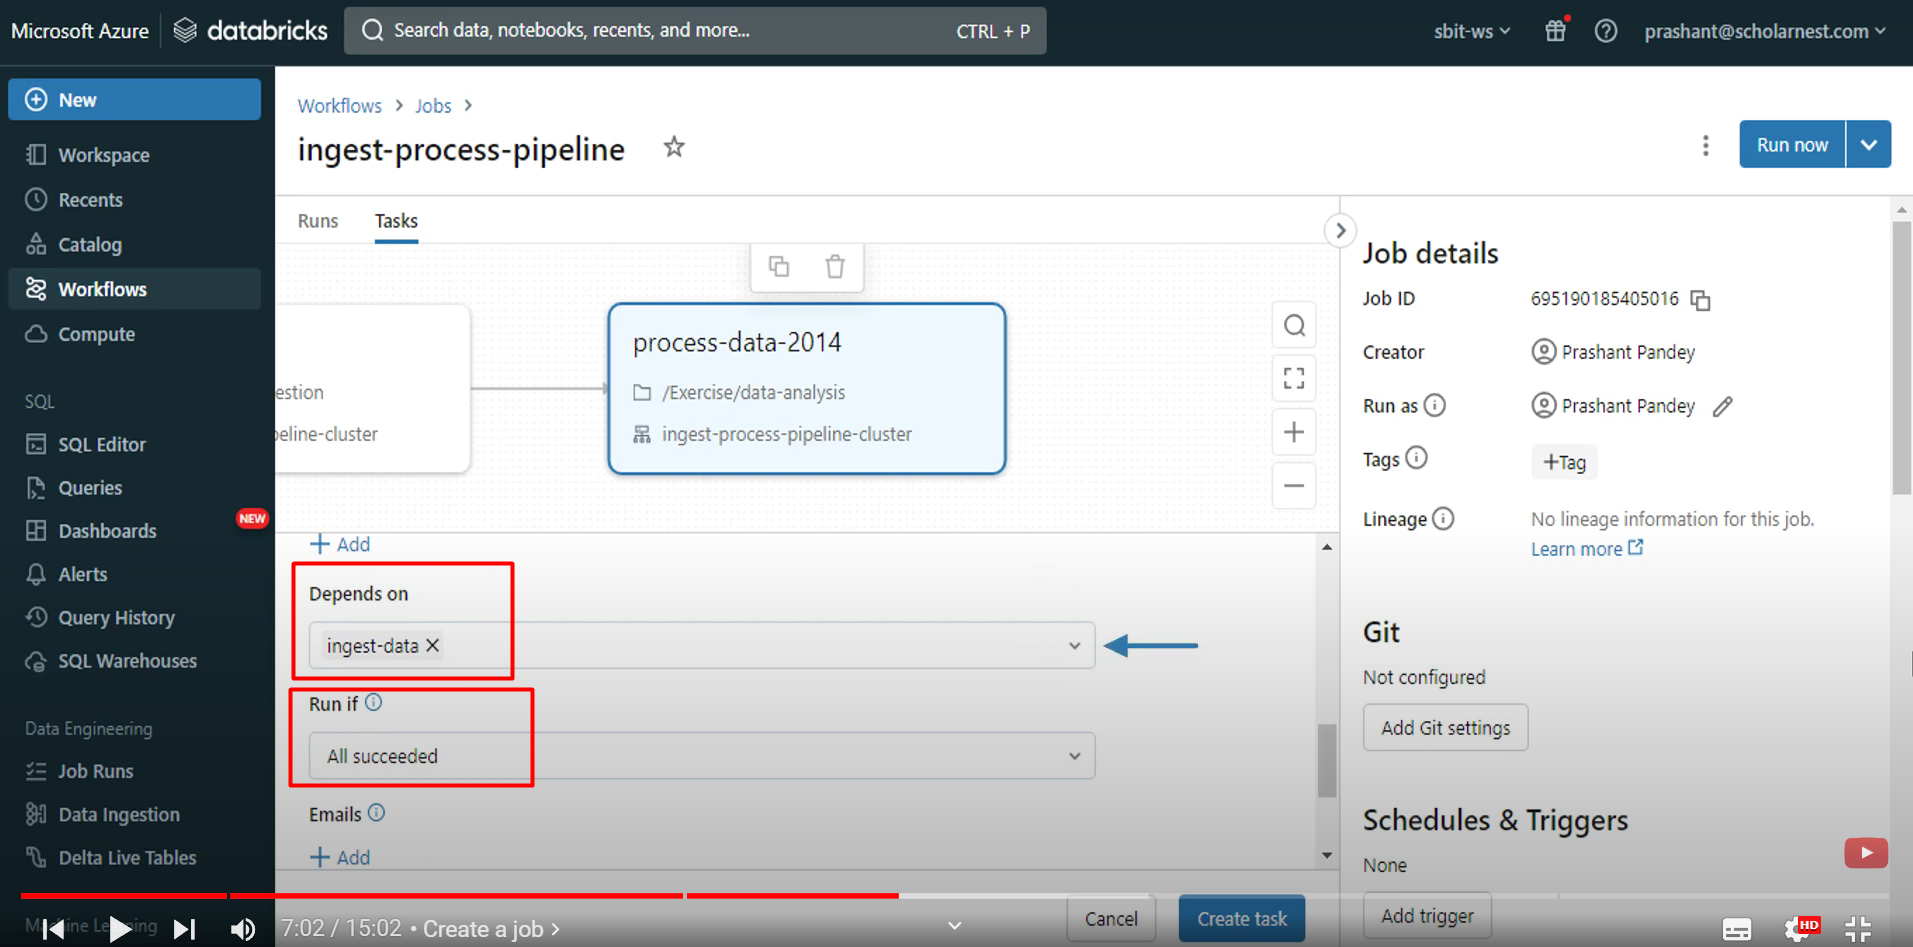 Microsoft Azure databricks
Search data, notebooks, recents, and more... CTRL + P
sbit-ws
prashant@scholarnest.com
New
Workspace
Recents
Catalog
Workflows
Compute
SQL
SQL Editor
Queries
Dashboards
NEW
Alerts
Query History
SQL Warehouses
Data Engineering
Job Runs
Data Ingestion
Delta Live Tables
Machine Learning
Workflows > Jobs >
ingest-process-pipeline
Run now
Runs Tasks
estion
eline-cluster
process-data-2014
/Exercise/data-analysis
ingest-process-pipeline-cluster
+ Add
Depends on
ingest-data
Run if
All succeeded
Emails
+ Add
Cancel
Create task
Job details
Job ID 695190185405016
Creator Prashant Pandey
Run as Prashant Pandey
Tags +Tag
Lineage No lineage information for this job.
Learn more
Git
Not configured
Add Git settings
Schedules & Triggers
None
Add trigger
7:02 / 15:02 • Create a job >
HD